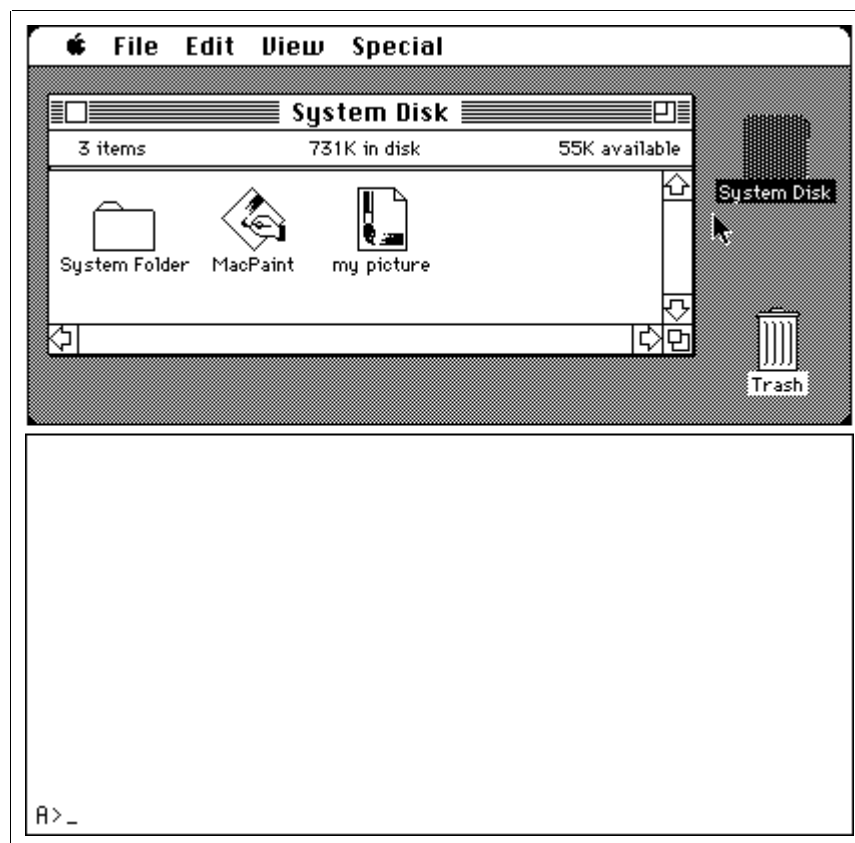 File Edit View Special
System Disk
3 items 731K in disk 55K available
System Disk
System Folder MacPaint my picture
Trash
A>_